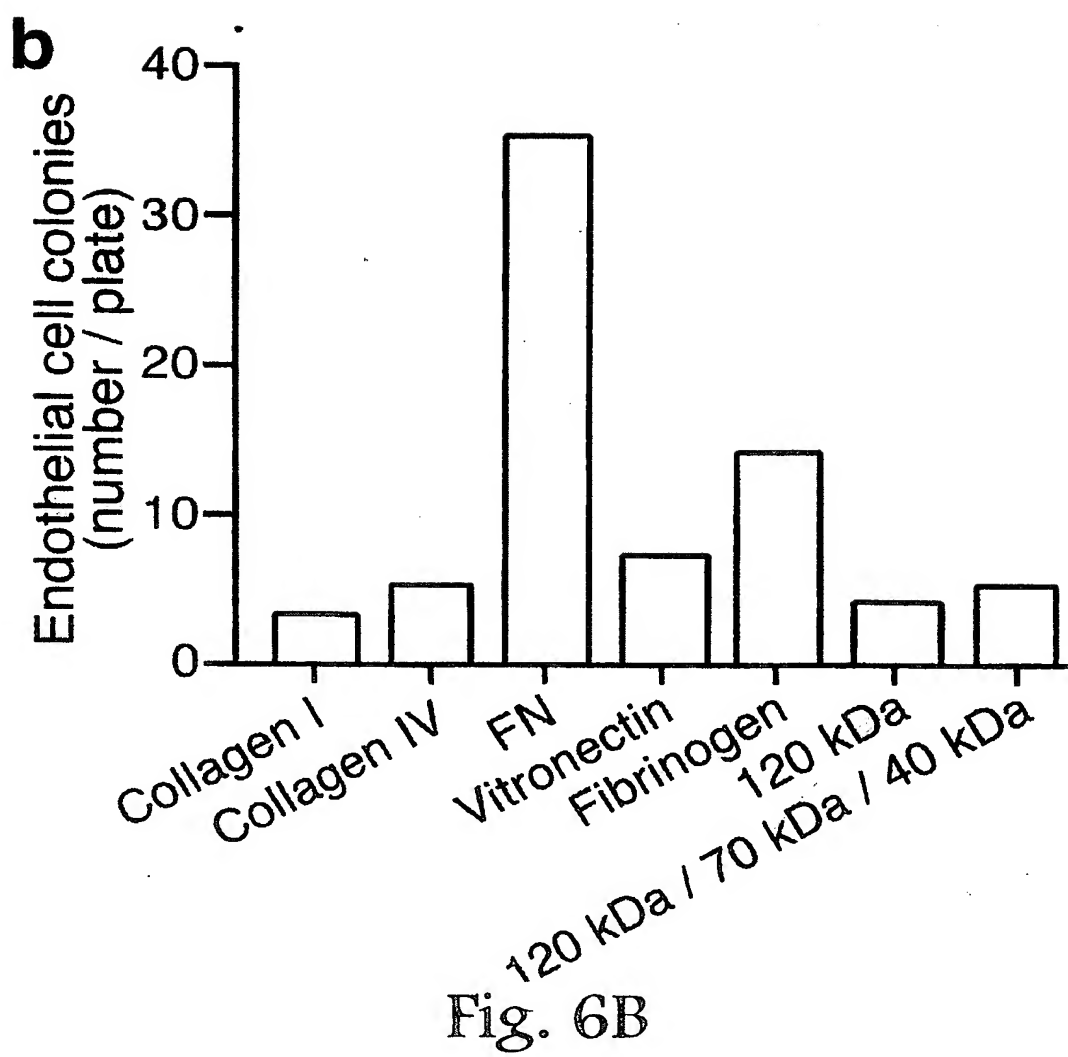 b
Endothelial cell colonies
(number / plate)
40
30
20
10
0
Collagen I
Collagen IV
FN
Vitronectin
Fibrinogen
120 kDa
120 kDa / 70 kDa / 40 kDa
Fig. 6B